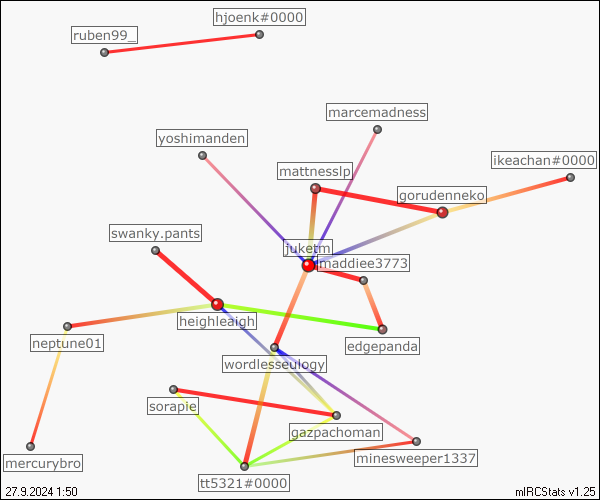 hjoenk#0000
ruben99_
marcemadness
yoshimanden
ikeachan#0000
mattnesslp
gorudenneko
swanky.pants
juketm
maddiee3773
heighleaigh
neptune01
edgepanda
wordlesseulogy
sorapie
gazpachoman
mercurybro
minesweeper1337
tt5321#0000
27.9.2024 1:50
mIRCStats v1.25